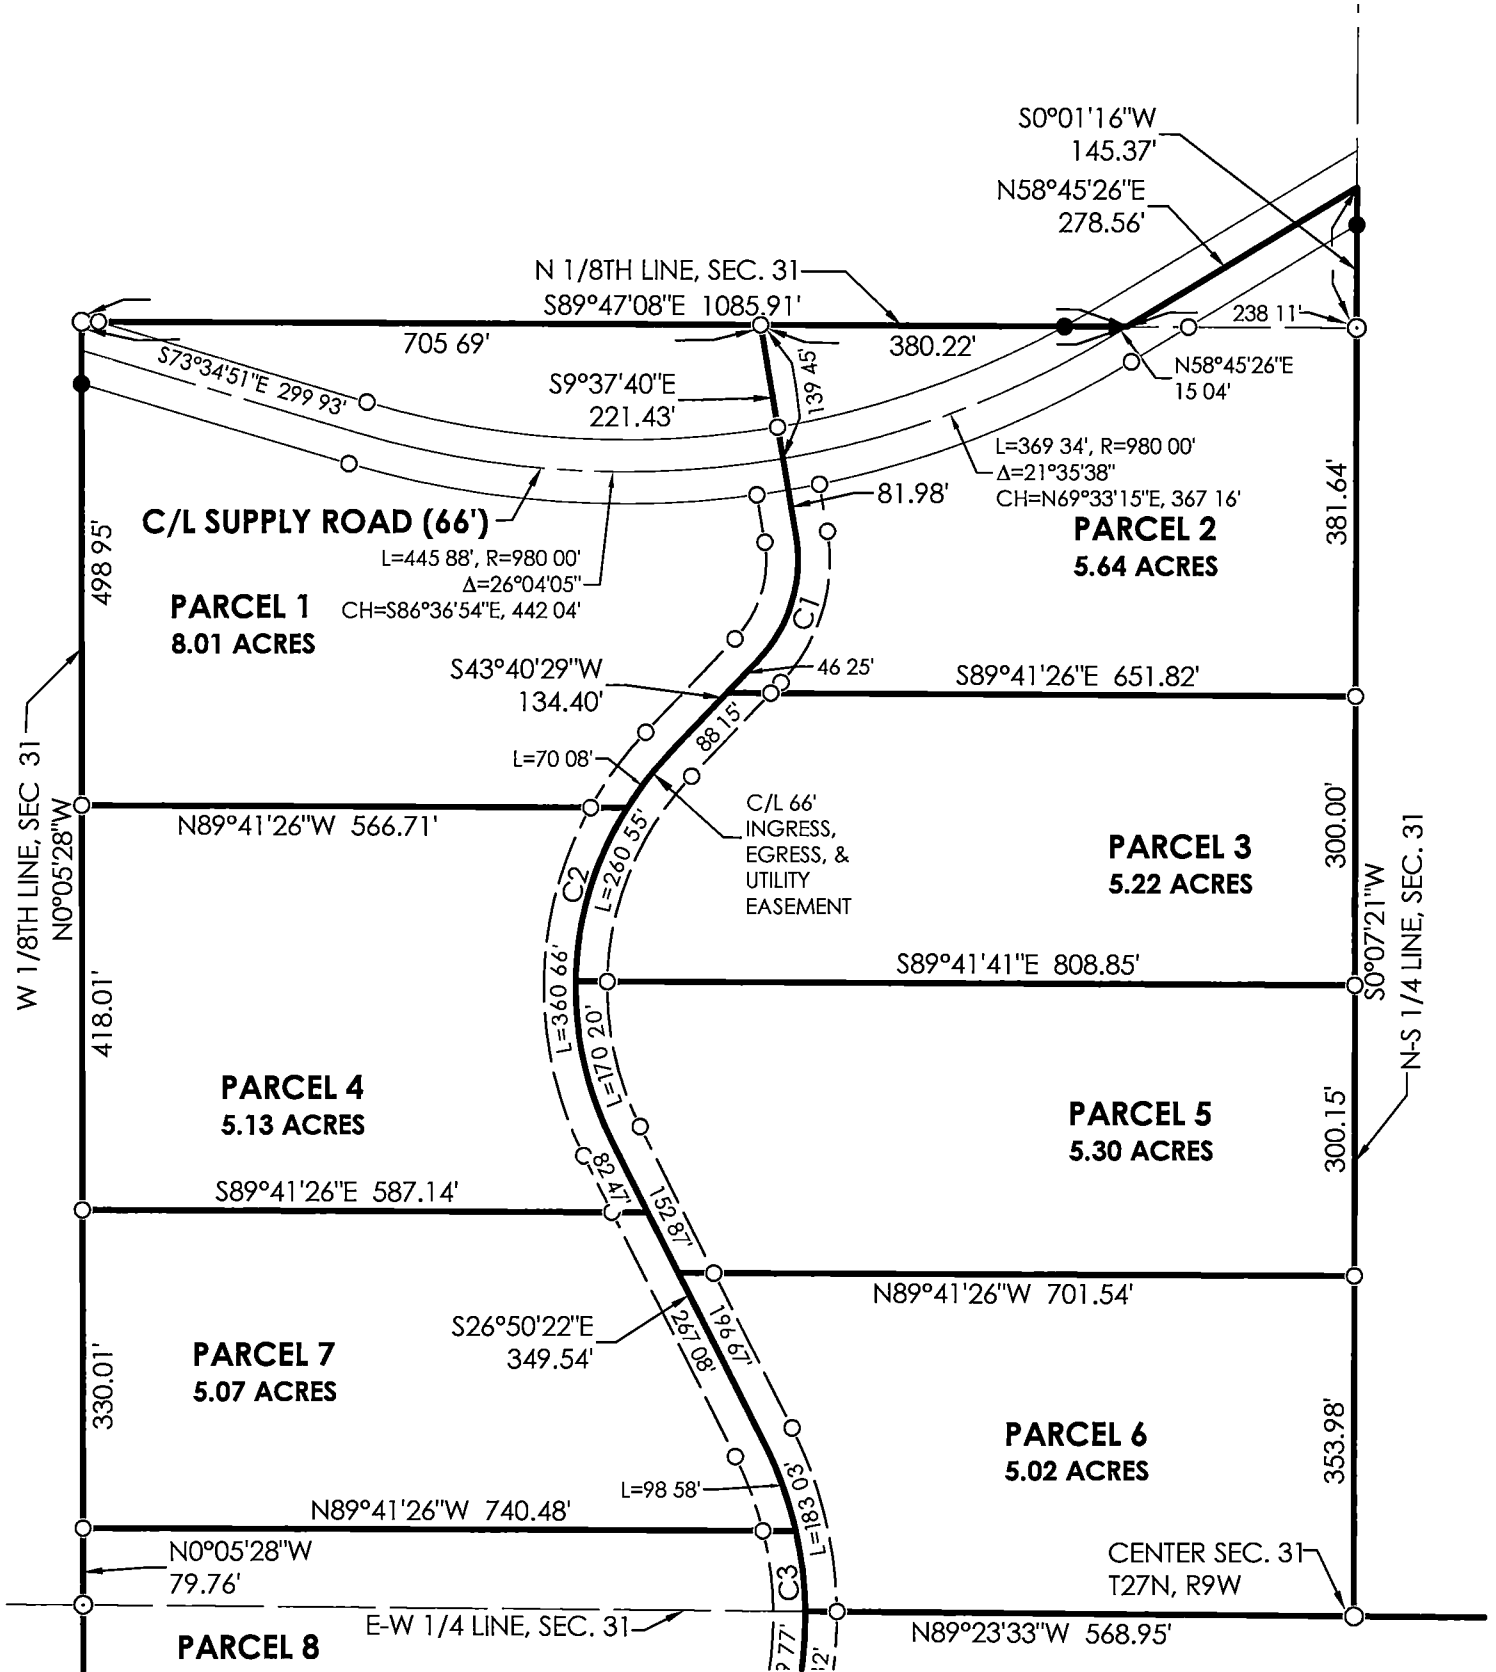 S0°01'16"W
145.37'
N58°45'26"E
278.56'
N 1/8TH LINE, SEC. 31
S89°47'08"E 1085.91'
705 69'
380.22'
238 11'
N58°45'26"E
15 04'
S73°34'51"E 299 93'
S9°37'40"E
221.43'
139 45'
L=369 34', R=980 00'
Δ=21°35'38"
CH=N69°33'15"E, 367 16'
81.98'
C/L SUPPLY ROAD (66')
L=445 88', R=980 00'
Δ=26°04'05"
CH=S86°36'54"E, 442 04'
498 95'
381.64'
PARCEL 1
8.01 ACRES
PARCEL 2
5.64 ACRES
C1
46 25'
S43°40'29"W
134.40'
S89°41'26"E 651.82'
88 15'
L=70 08'
W 1/8TH LINE, SEC 31
N0°05'28"W
N89°41'26"W 566.71'
C/L 66'
INGRESS,
EGRESS, &
UTILITY
EASEMENT
L=260 55'
C2
PARCEL 3
5.22 ACRES
300.00'
S0°07'21"W
N-S 1/4 LINE, SEC. 31
S89°41'41"E 808.85'
418.01'
L=360 66'
L=170 20'
PARCEL 4
5.13 ACRES
PARCEL 5
5.30 ACRES
300.15'
82 47'
152 87'
S89°41'26"E 587.14'
N89°41'26"W 701.54'
S26°50'22"E
349.54'
267 08'
196 67'
PARCEL 7
5.07 ACRES
330.01'
PARCEL 6
5.02 ACRES
353.98'
L=98 58'
L=183 03'
N89°41'26"W 740.48'
N0°05'28"W
79.76'
C3
CENTER SEC. 31
T27N, R9W
E-W 1/4 LINE, SEC. 31
N89°23'33"W 568.95'
PARCEL 8